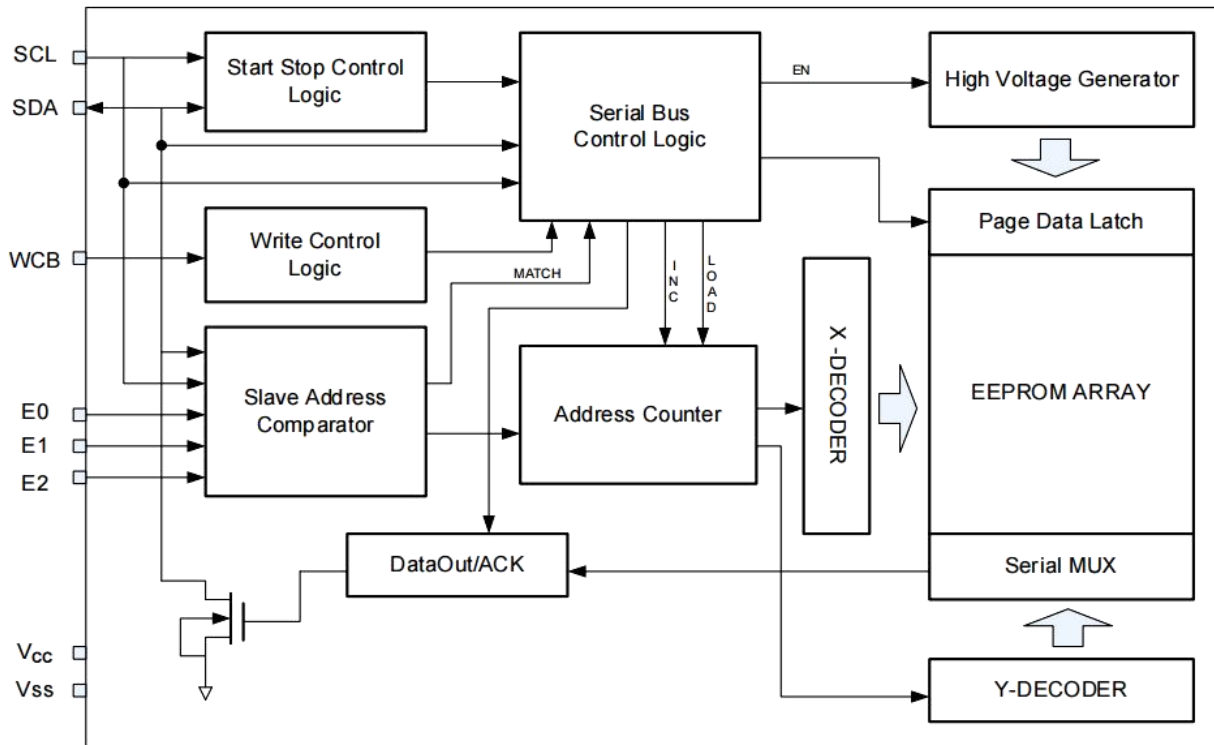 SCL
SDA
WCB
E0
E1
E2
Vcc
Vss
Start Stop Control
Logic
Write Control
Logic
Slave Address
Comparator
Serial Bus
Control Logic
EN
MATCH
INC
LOAD
Address Counter
DataOut/ACK
X -DECODER
High Voltage Generator
Page Data Latch
EEPROM ARRAY
Serial MUX
Y-DECODER